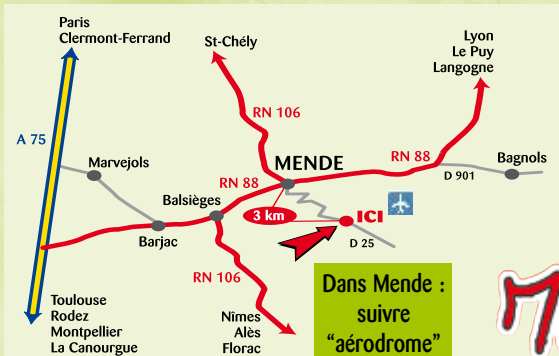 Paris
Clermont-Ferrand
St-Chély
Lyon
Le Puy
Langogne
RN 106
A 75
MENDE
RN 88
Marvejols
RN 88
D 901
Bagnols
Balsièges
3 km
ICI
Barjac
D 25
RN 106
Toulouse
Rodez
Montpellier
La Canourgue
Nîmes
Alès
Florac
Dans Mende :
suivre
“aérodrome”